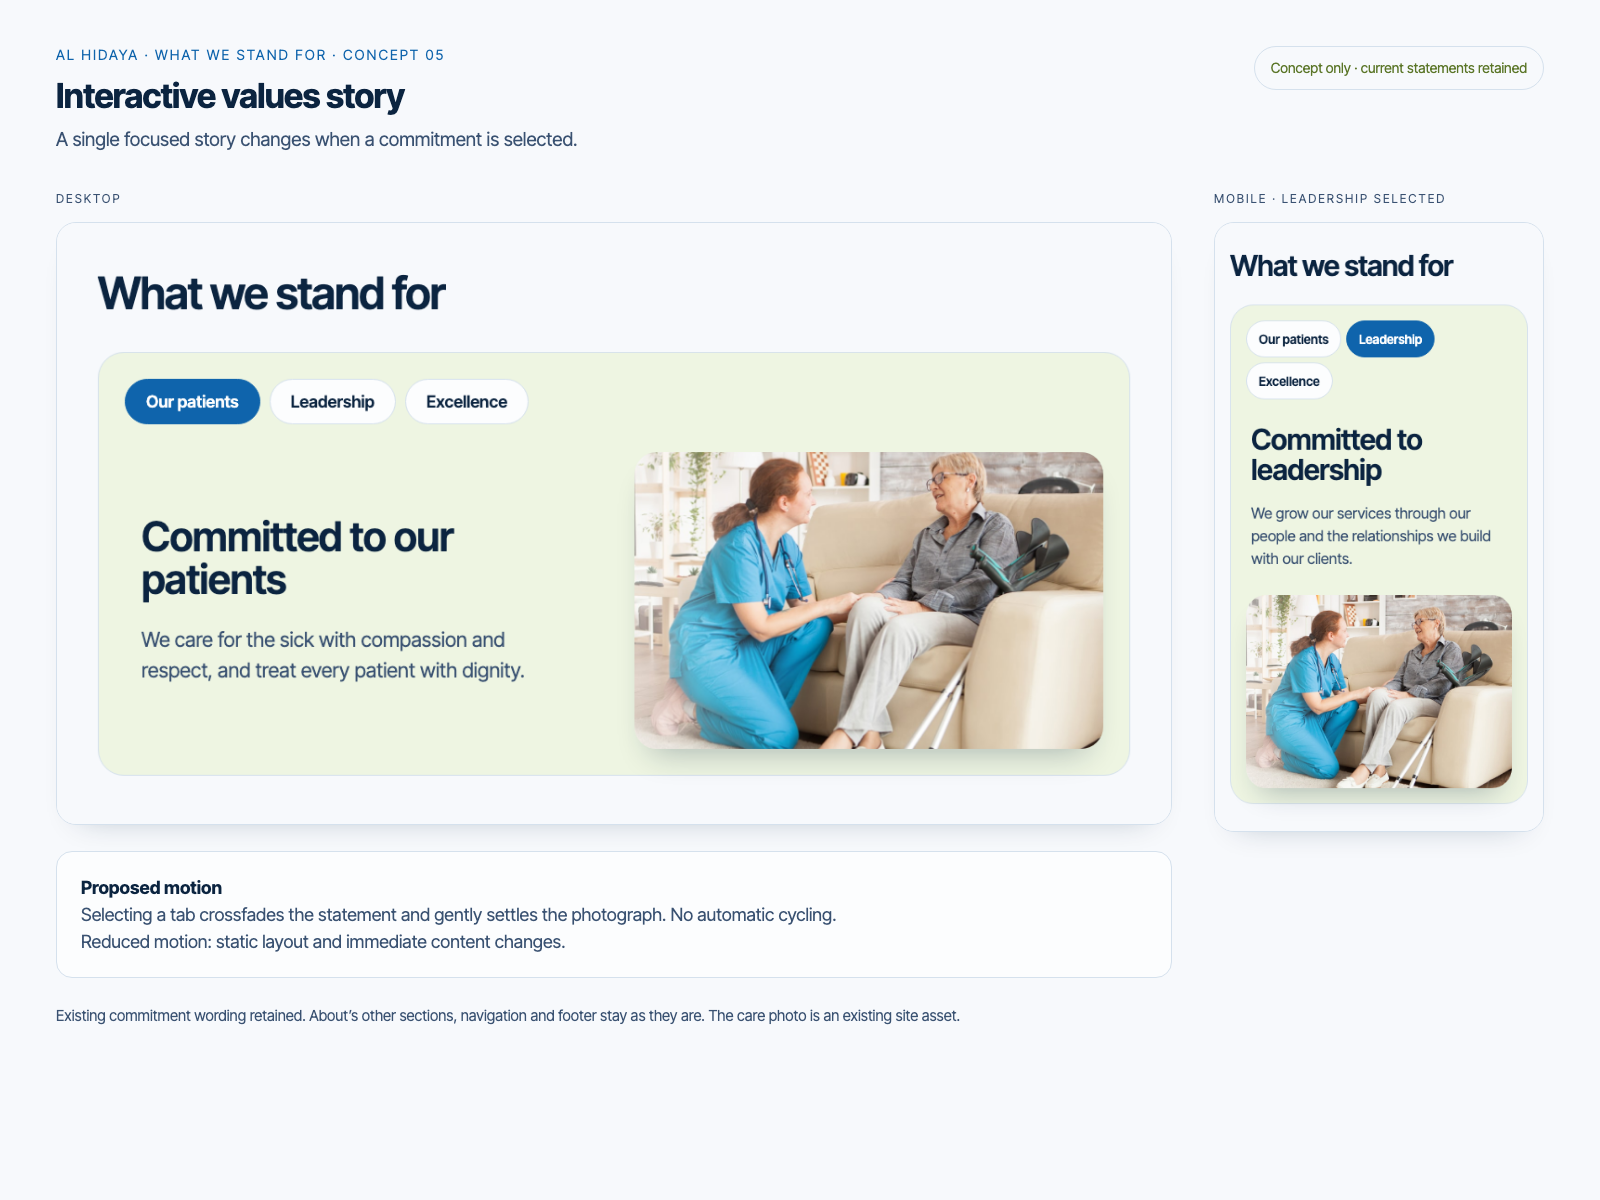 AL HIDAYA · WHAT WE STAND FOR · CONCEPT 05
Interactive values story
A single focused story changes when a commitment is selected.
Concept only · current statements retained
DESKTOP
What we stand for
Our patients
Leadership
Excellence
Committed to our
patients
We care for the sick with compassion and
respect, and treat every patient with dignity.
MOBILE · LEADERSHIP SELECTED
What we stand for
Our patients
Leadership
Excellence
Committed to
leadership
We grow our services through our
people and the relationships we build
with our clients.
Proposed motion
Selecting a tab crossfades the statement and gently settles the photograph. No automatic cycling.
Reduced motion: static layout and immediate content changes.
Existing commitment wording retained. About’s other sections, navigation and footer stay as they are. The care photo is an existing site asset.